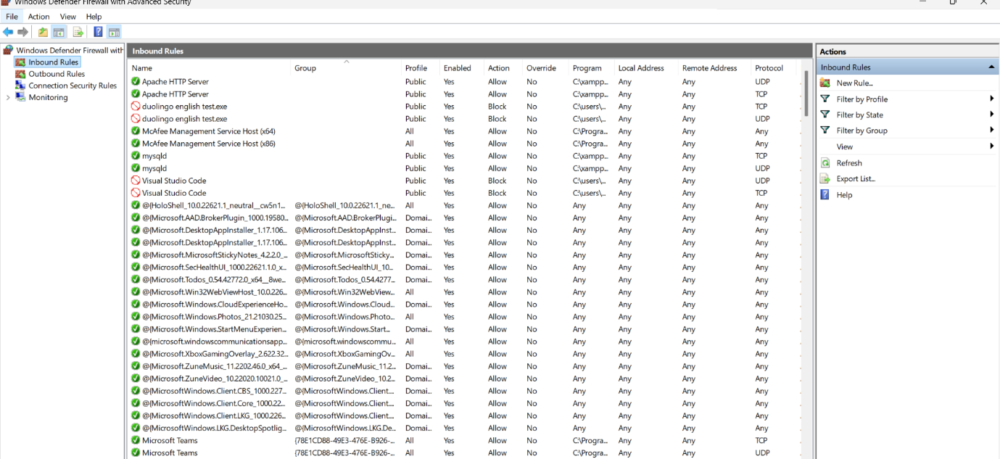 Windows Defender Firewall with Advanced Security
File Action View Help
Windows Defender Firewall with
Inbound Rules
Outbound Rules
Connection Security Rules
Monitoring
Inbound Rules
Name Group Profile Enabled Action Override Program Local Address Remote Address Protocol
Apache HTTP Server Public Yes Allow No C:\xampp... Any Any UDP
Apache HTTP Server Public Yes Allow No C:\xampp... Any Any TCP
duolingo english test.exe Public Yes Block No C:\users\... Any Any TCP
duolingo english test.exe Public Yes Block No C:\users\... Any Any UDP
McAfee Management Service Host (x64) All Yes Allow No C:\Progra... Any Any Any
McAfee Management Service Host (x86) All Yes Allow No C:\Progra... Any Any Any
mysqld Public Yes Allow No C:\xampp... Any Any TCP
mysqld Public Yes Allow No C:\xampp... Any Any UDP
Visual Studio Code Public Yes Block No C:\users\... Any Any UDP
Visual Studio Code Public Yes Block No C:\users\... Any Any TCP
@{HoloShell_10.0.22621.1_neutral__cw5n1... @{HoloShell_10.0.22621.1_ne... All Yes Allow No Any Any Any Any
@{Microsoft.AAD.BrokerPlugin_1000.19580... @{Microsoft.AAD.BrokerPlugi... Domai... Yes Allow No Any Any Any Any
@{Microsoft.DesktopAppInstaller_1.17.106... @{Microsoft.DesktopAppInst... Domai... Yes Allow No Any Any Any Any
@{Microsoft.DesktopAppInstaller_1.17.106... @{Microsoft.DesktopAppInst... Domai... Yes Allow No Any Any Any Any
@{Microsoft.MicrosoftStickyNotes_4.2.2.0_... @{Microsoft.MicrosoftSticky... Domai... Yes Allow No Any Any Any Any
@{Microsoft.SecHealthUI_1000.22621.1.0_x... @{Microsoft.SecHealthUI_10... Domai... Yes Allow No Any Any Any Any
@{Microsoft.Todos_0.54.42772.0_x64__8we... @{Microsoft.Todos_0.54.4277... Domai... Yes Allow No Any Any Any Any
@{Microsoft.Win32WebViewHost_10.0.226... @{Microsoft.Win32WebView... All Yes Allow No Any Any Any Any
@{Microsoft.Windows.CloudExperienceHo... @{Microsoft.Windows.Cloud... Domai... Yes Allow No Any Any Any Any
@{Microsoft.Windows.Photos_21.21030.25... @{Microsoft.Windows.Photo... All Yes Allow No Any Any Any Any
@{Microsoft.Windows.StartMenuExperien... @{Microsoft.Windows.Start... Domai... Yes Allow No Any Any Any Any
@{microsoft.windowscommunicationsapp... @{microsoft.windowscommu... All Yes Allow No Any Any Any Any
@{Microsoft.XboxGamingOverlay_2.622.32... @{Microsoft.XboxGamingOv... All Yes Allow No Any Any Any Any
@{Microsoft.ZuneMusic_11.2202.46.0_x64_... @{Microsoft.ZuneMusic_11.2... Domai... Yes Allow No Any Any Any Any
@{Microsoft.ZuneVideo_10.22020.10021.0_... @{Microsoft.ZuneVideo_10.2... Domai... Yes Allow No Any Any Any Any
@{MicrosoftWindows.Client.CBS_1000.227... @{MicrosoftWindows.Client.... Domai... Yes Allow No Any Any Any Any
@{MicrosoftWindows.Client.Core_1000.22... @{MicrosoftWindows.Client.... Domai... Yes Allow No Any Any Any Any
@{MicrosoftWindows.Client.LKG_1000.226... @{MicrosoftWindows.Client.... Domai... Yes Allow No Any Any Any Any
@{MicrosoftWindows.LKG.DesktopSpotlig... @{MicrosoftWindows.LKG.De... Domai... Yes Allow No Any Any Any Any
Microsoft Teams {78E1CD88-49E3-476E-B926-... All Yes Allow No C:\Progra... Any Any TCP
Microsoft Teams {78E1CD88-49E3-476E-B926-... All Yes Allow No C:\Progra... Any Any UDP
Actions
Inbound Rules
New Rule...
Filter by Profile
Filter by State
Filter by Group
View
Refresh
Export List...
Help